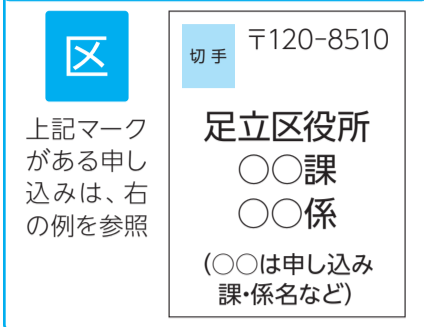 区
上記マーク
がある申し
込みは、右
の例を参照
切手
〒120-8510
足立区役所
○○課
○○係
(○○は申し込み
課・係名など)